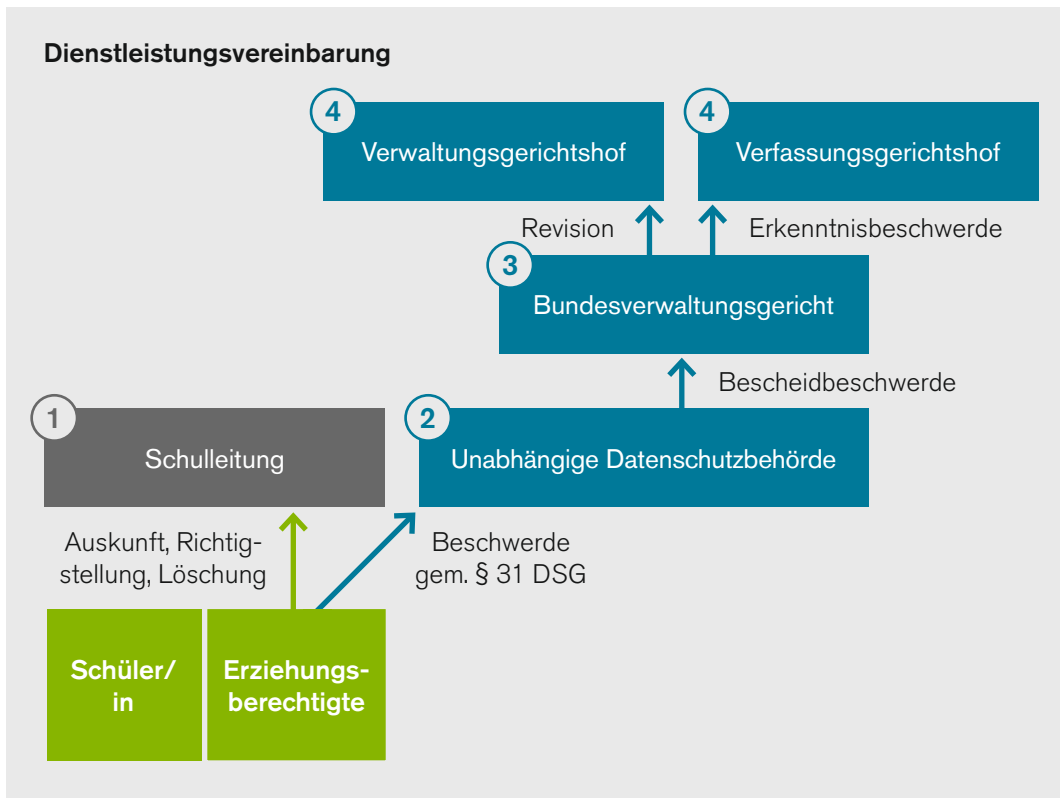 Dienstleistungsvereinbarung
4
Verwaltungsgerichtshof
4
Verfassungsgerichtshof
Revision
Erkenntnisbeschwerde
3
Bundesverwaltungsgericht
Bescheidbeschwerde
1
Schulleitung
2
Unabhängige Datenschutzbehörde
Auskunft, Richtig-
stellung, Löschung
Beschwerde
gem. § 31 DSG
Schüler/
in
Erziehungs-
berechtigte